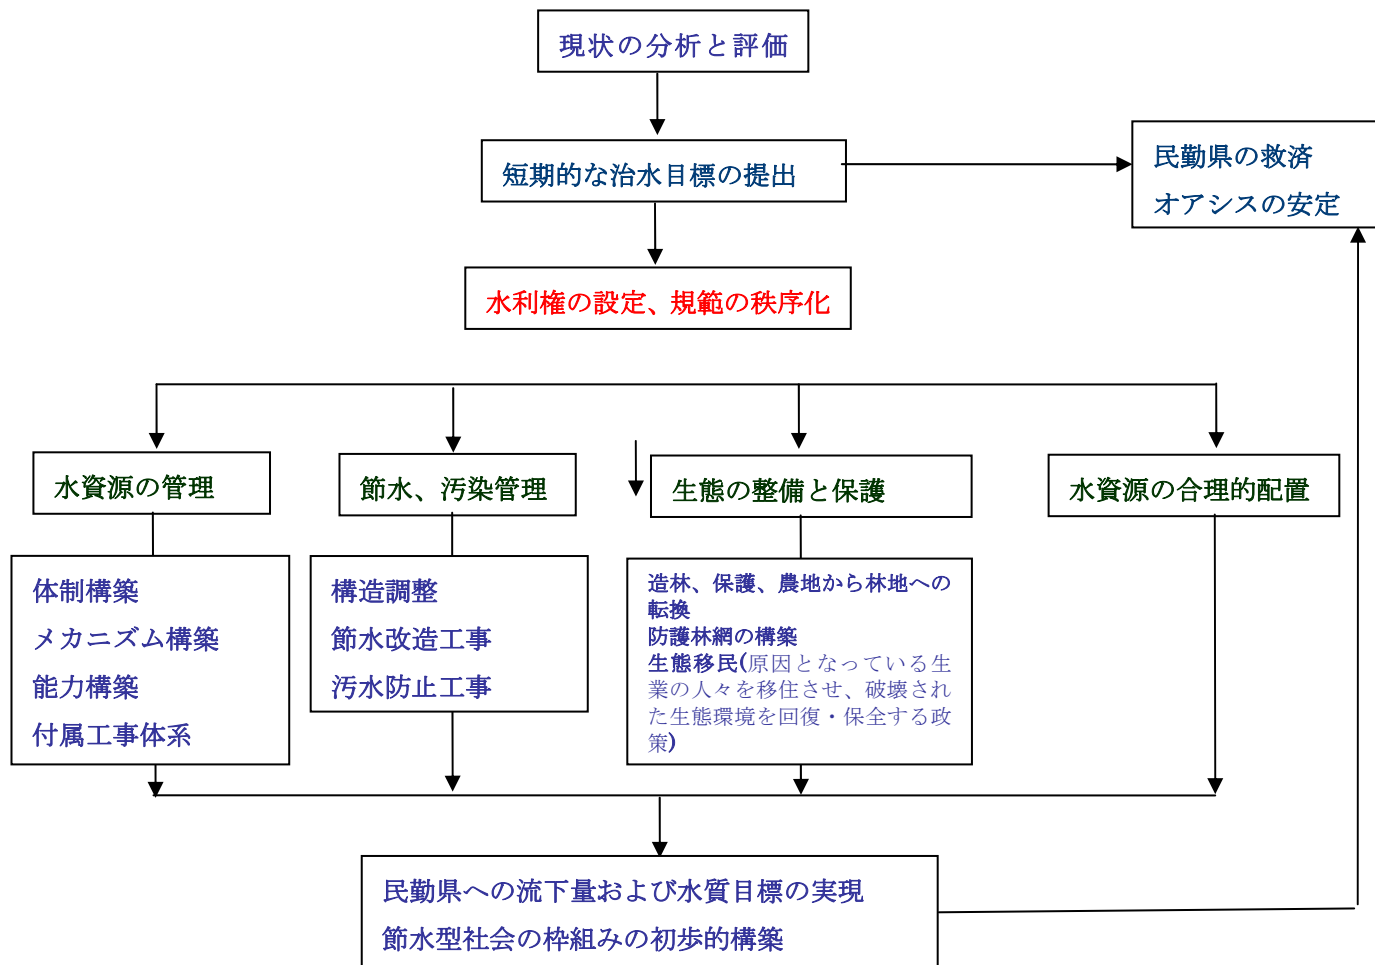 現状の分析と評価
短期的な治水目標の提出
民勤県の救済
オアシスの安定
水利権の設定、規範の秩序化
水資源の管理
節水、汚染管理
生態の整備と保護
水資源の合理的配置
体制構築
メカニズム構築
能力構築
付属工事体系
構造調整
節水改造工事
汚水防止工事
造林、保護、農地から林地への
転換
防護林網の構築
生態移民(原因となっている生
業の人々を移住させ、破壊され
た生態環境を回復・保全する政
策)
民勤県への流下量および水質目標の実現
節水型社会の枠組みの初歩的構築